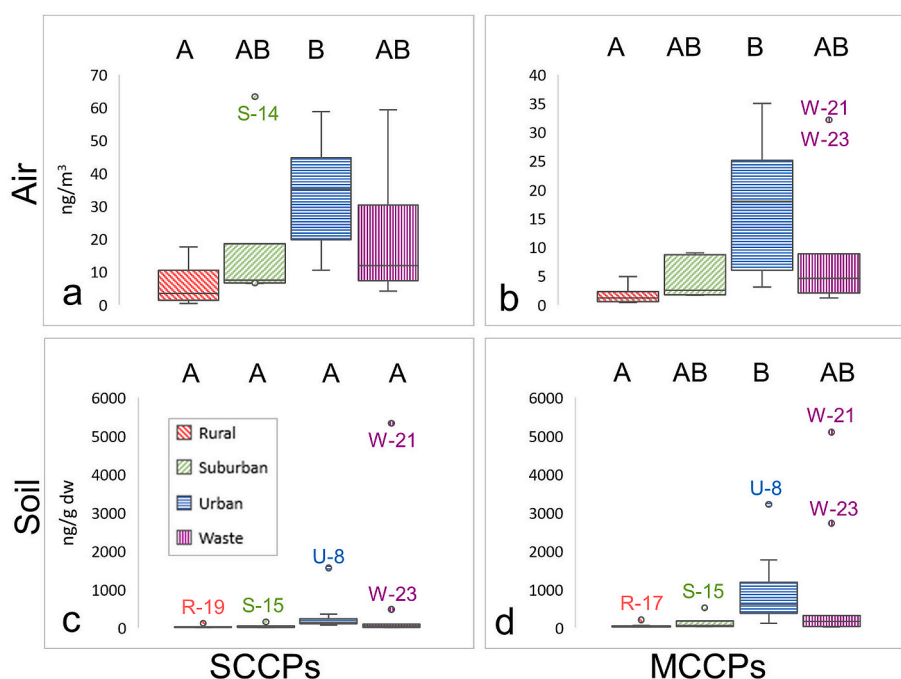 A AB B AB
Air
ng/m³
70
60
50
40
30
20
10
0
S-14
a
A AB B AB
40
35
30
25
20
15
10
5
0
W-21
W-23
b
A A A A
Soil
ng/g dw
6000
5000
4000
3000
2000
1000
0
Rural
Suburban
Urban
Waste
W-21
U-8
W-23
R-19
S-15
c
SCCPs
A AB B AB
6000
5000
4000
3000
2000
1000
0
W-21
U-8
W-23
S-15
R-17
d
MCCPs